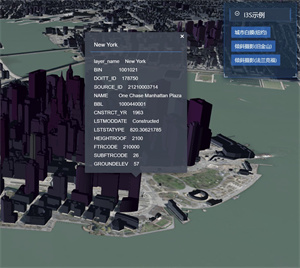 New York
layer_name New York
BIN 1001021
DOITT_ID 178750
SOURCE_ID 21210003714
NAME One Chase Manhattan Plaza
BBL 1000440001
CNSTRCT_YR 1963
LSTMODDATE Constructed
LSTSTATYPE 820.30621785
HEIGHTROOF 2100
FTRCODE 210000
SUBFTRCODE 26
GROUNDELEV 57
I3S示例
城市白膜(纽约)
倾斜摄影(旧金山)
倾斜摄影(法兰克福)